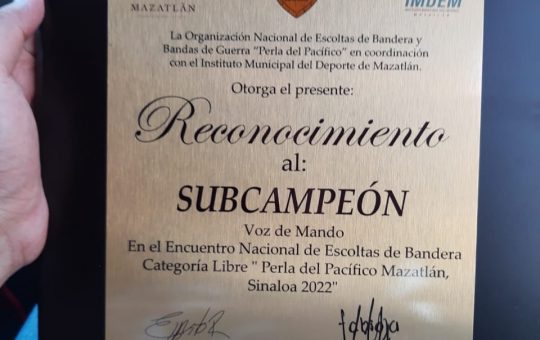 MAZATLÁN
IMDEM
La Organización Nacional de Escoltas de Bandera y
Bandas de Guerra "Perla del Pacífico" en coordinación
con el Instituto Municipal del Deporte de Mazatlán.
Otorga el presente:
Reconocimiento
al:
SUBCAMPEÓN
Voz de Mando
En el Encuentro Nacional de Escoltas de Bandera
Categoría Libre " Perla del Pacífico Mazatlán,
Sinaloa 2022"